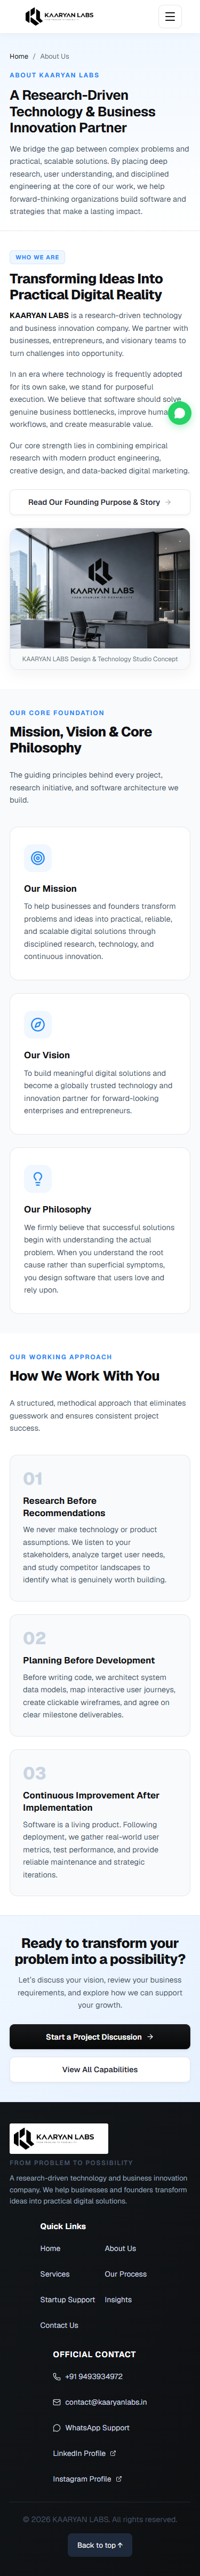 KAARYAN LABS
Home / About Us
ABOUT KAARYAN LABS
A Research-Driven
Technology & Business
Innovation Partner
We bridge the gap between complex problems and
practical, scalable solutions. By placing deep
research, user understanding, and disciplined
engineering at the core of our work, we help
forward-thinking organizations build software and
strategies that make a lasting impact.
WHO WE ARE
Transforming Ideas Into
Practical Digital Reality
KAARYAN LABS is a research-driven technology
and business innovation company. We partner with
businesses, entrepreneurs, and visionary teams to
turn challenges into opportunity.
In an era where technology is frequently adopted
for its own sake, we stand for purposeful
execution. We believe that software should solve
genuine business bottlenecks, improve human
workflows, and create measurable value.
Our core strength lies in combining empirical
research with modern product engineering,
creative design, and data-backed digital marketing.
Read Our Founding Purpose & Story →
KAARYAN LABS
KAARYAN LABS Design & Technology Studio Concept
OUR CORE FOUNDATION
Mission, Vision & Core
Philosophy
The guiding principles behind every project,
research initiative, and software architecture we
build.
Our Mission
To help businesses and founders transform
problems and ideas into practical, reliable,
and scalable digital solutions through
disciplined research, technology, and
continuous innovation.
Our Vision
To build meaningful digital solutions and
become a globally trusted technology and
innovation partner for forward-looking
enterprises and entrepreneurs.
Our Philosophy
We firmly believe that successful solutions
begin with understanding the actual
problem. When you understand the root
cause rather than superficial symptoms,
you design software that users love and
rely upon.
OUR WORKING APPROACH
How We Work With You
A structured, methodical approach that eliminates
guesswork and ensures consistent project
success.
01
Research Before
Recommendations
We never make technology or product
assumptions. We listen to your
stakeholders, analyze target user needs,
and study competitor landscapes to
identify what is genuinely worth building.
02
Planning Before Development
Before writing code, we architect system
data models, map interactive user journeys,
create clickable wireframes, and agree on
clear milestone deliverables.
03
Continuous Improvement After
Implementation
Software is a living product. Following
deployment, we gather real-world user
metrics, test performance, and provide
reliable maintenance and strategic
iterations.
Ready to transform your
problem into a possibility?
Let's discuss your vision, review your business
requirements, and explore how we can support
your growth.
Start a Project Discussion →
View All Capabilities
KAARYAN LABS
FROM PROBLEM TO POSSIBILITY
A research-driven technology and business innovation
company. We help businesses and founders transform
ideas into practical digital solutions.
Quick Links
Home About Us
Services Our Process
Startup Support Insights
Contact Us
OFFICIAL CONTACT
+91 9493934972
contact@kaaryanlabs.in
WhatsApp Support
LinkedIn Profile
Instagram Profile
© 2026 KAARYAN LABS. All rights reserved.
Back to top ↑